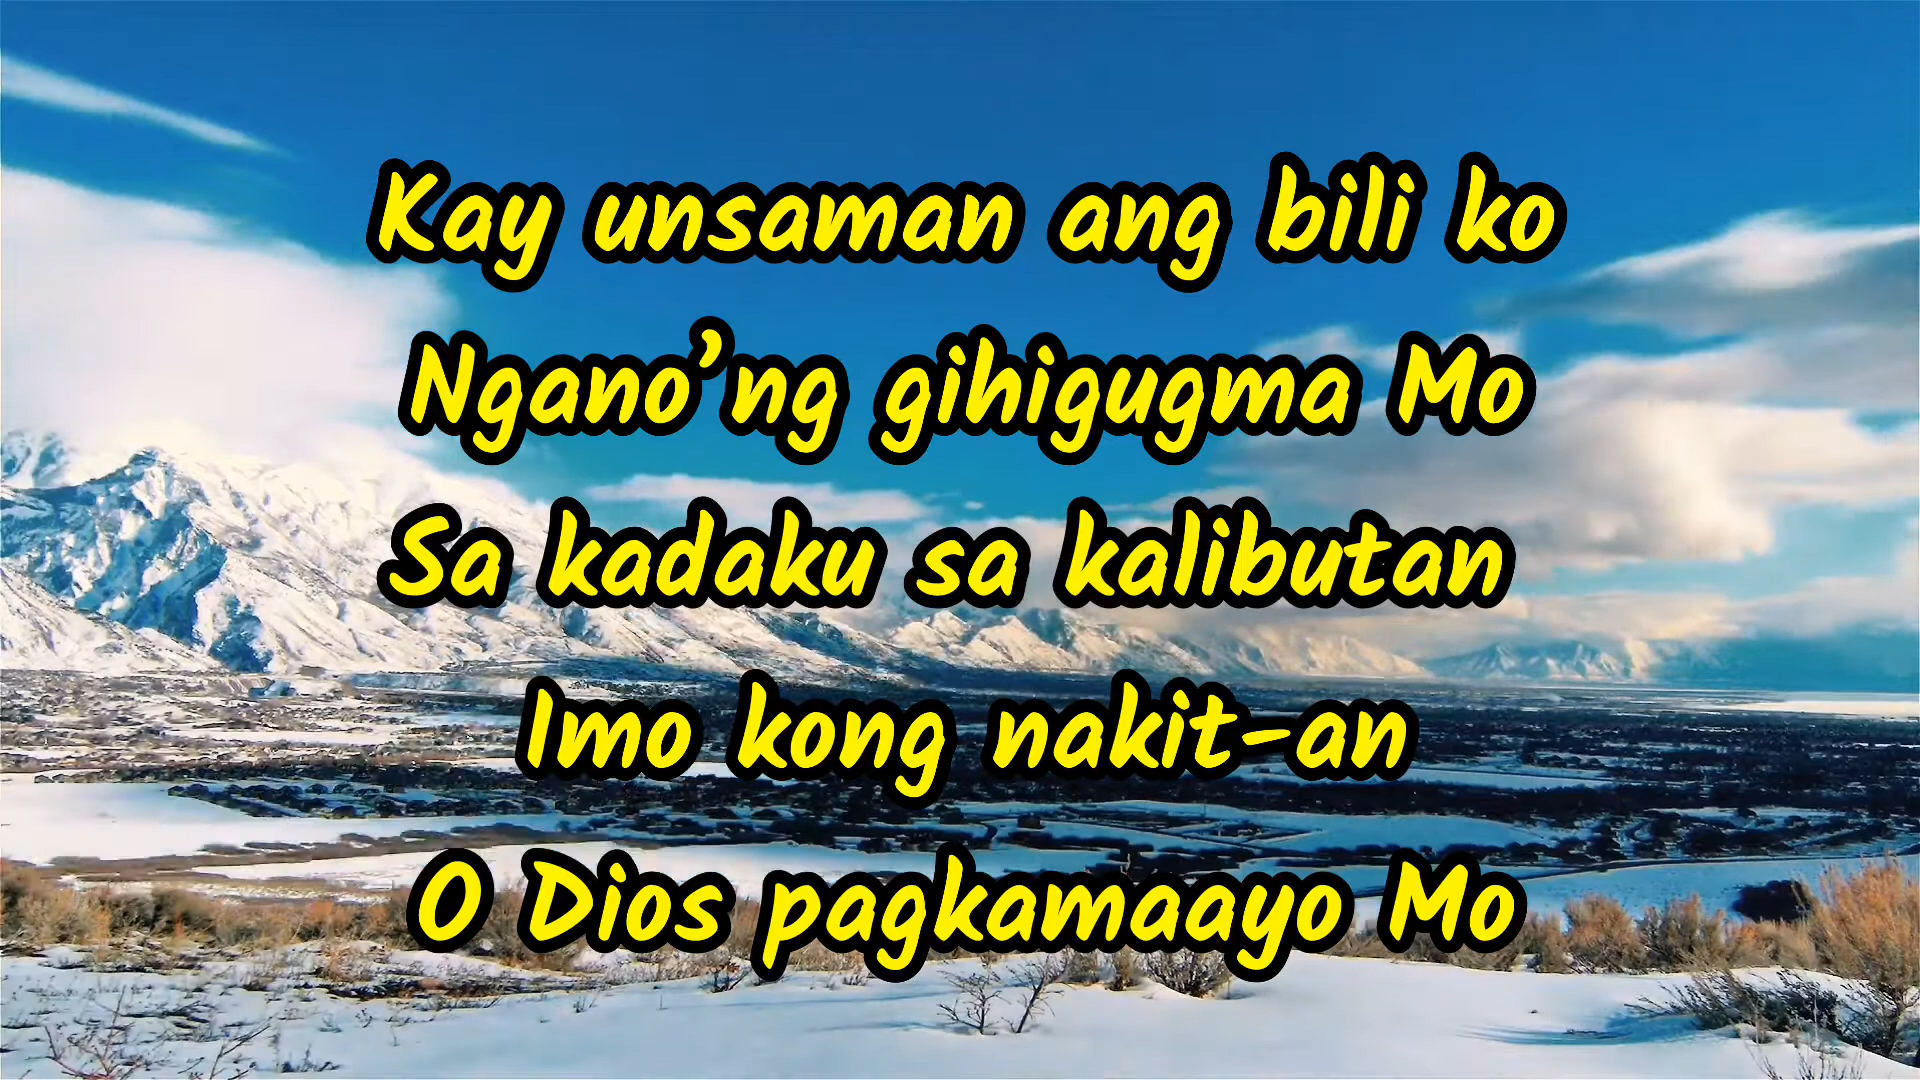 Kay unsaman ang bili ko
Ngano’ng gihigugma Mo
Sa kadaku sa kalibutan
Imo kong nakit-an
O Dios pagkamaayo Mo